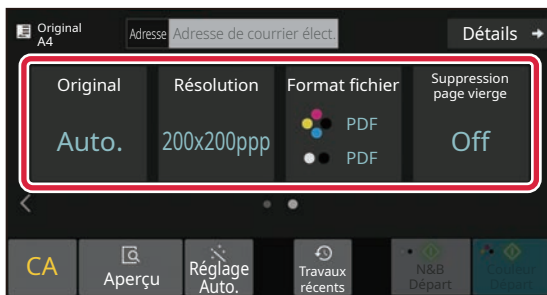 Original
A4
Adresse
Adresse de courrier élect.
Détails
Original
Résolution
Format fichier
Suppression
page vierge
Auto.
200x200ppp
PDF
PDF
Off
CA
Aperçu
Réglage
Auto.
Travaux
récents
N&B
Départ
Couleur
Départ